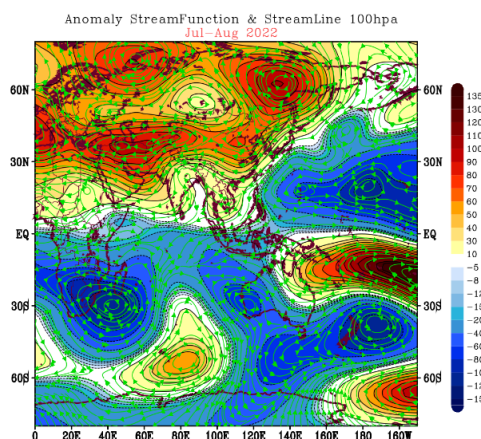 Anomaly StreamFunction & StreamLine 100hpa
Jul-Aug 2022
60N
30N
EQ
30S
60S
60N
30N
EQ
30S
60S
0
20E
40E
60E
80E
100E
120E
140E
160E
180
135
120
110
100
90
80
70
60
50
40
30
10
-5
-8